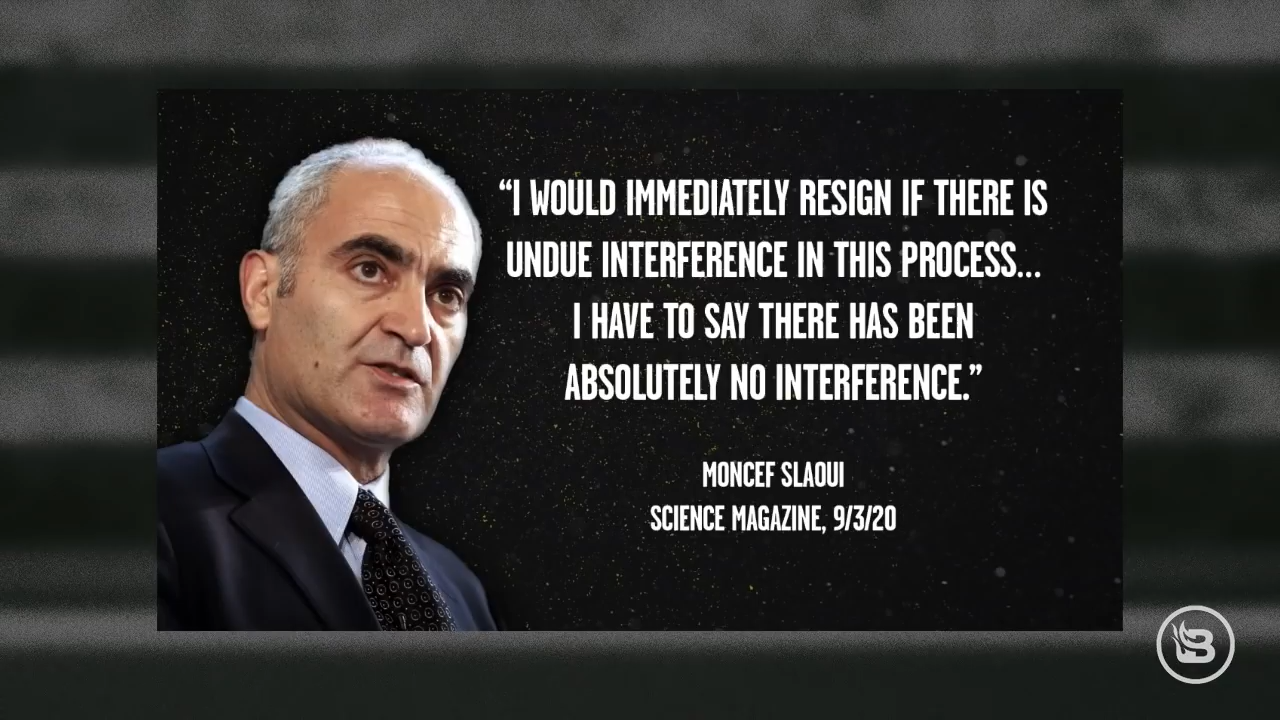 “I WOULD IMMEDIATELY RESIGN IF THERE IS
UNDUE INTERFERENCE IN THIS PROCESS...
I HAVE TO SAY THERE HAS BEEN
ABSOLUTELY NO INTERFERENCE.”
MONCEF SLAOUI
SCIENCE MAGAZINE, 9/3/20
B